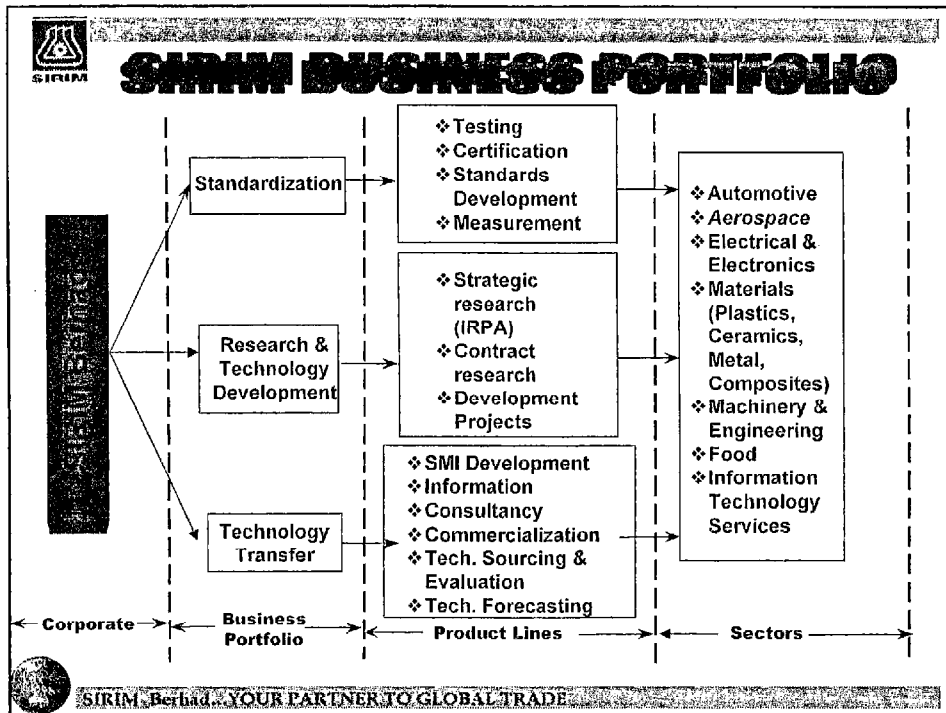 SIRIM
SIRIM BUSINESS PORTFOLIO
SIRIM Berhad
Standardization
Research &
Technology
Development
Technology
Transfer
❖Testing
❖Certification
❖Standards
Development
❖Measurement
❖Strategic
research
(IRPA)
❖Contract
research
❖Development
Projects
❖SMI Development
❖Information
❖Consultancy
❖Commercialization
❖Tech. Sourcing &
Evaluation
❖Tech. Forecasting
❖Automotive
❖Aerospace
❖Electrical &
Electronics
❖Materials
(Plastics,
Ceramics,
Metal,
Composites)
❖Machinery &
Engineering
❖Food
❖Information
Technology
Services
Corporate
Business
Portfolio
Product Lines
Sectors
SIRIM Berhad...YOUR PARTNER TO GLOBAL TRADE